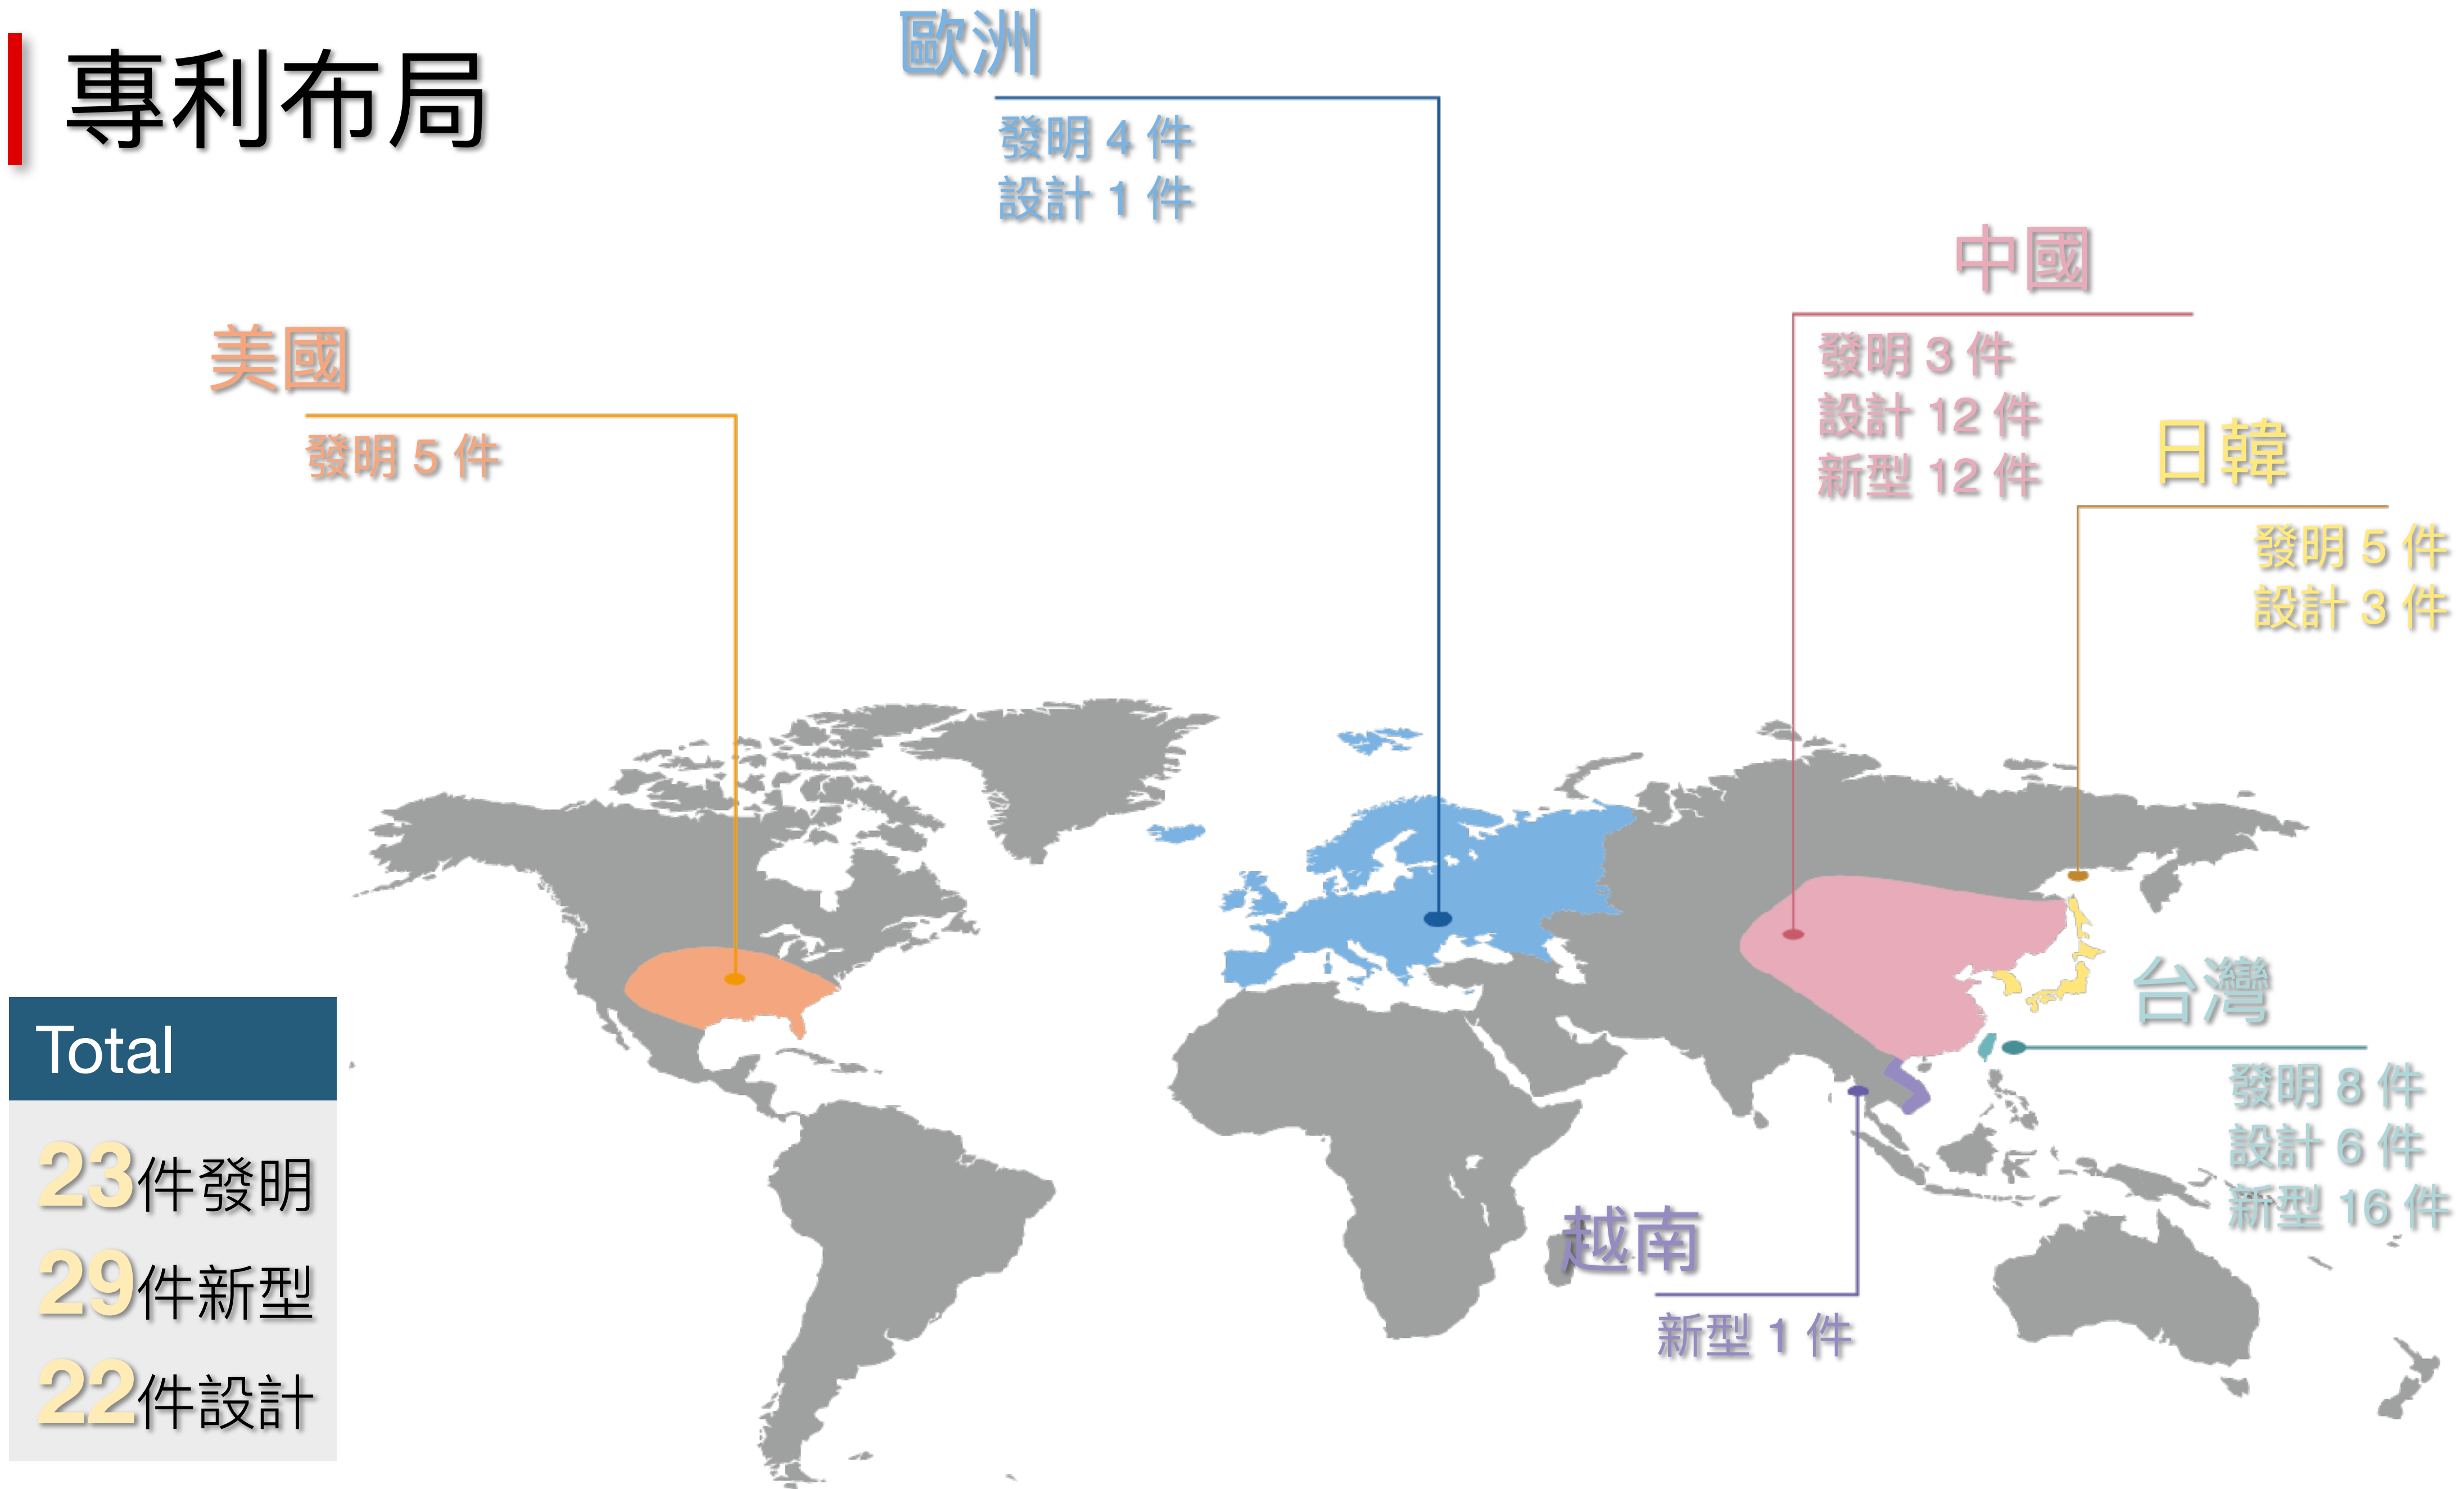 專利布局
歐洲
發明 4 件
設計 1 件
美國
發明 5 件
中國
發明 3 件
設計 12 件
新型 12 件
日韓
發明 5 件
設計 3 件
台灣
發明 8 件
設計 6 件
新型 16 件
越南
新型 1 件
Total
23件發明
29件新型
22件設計